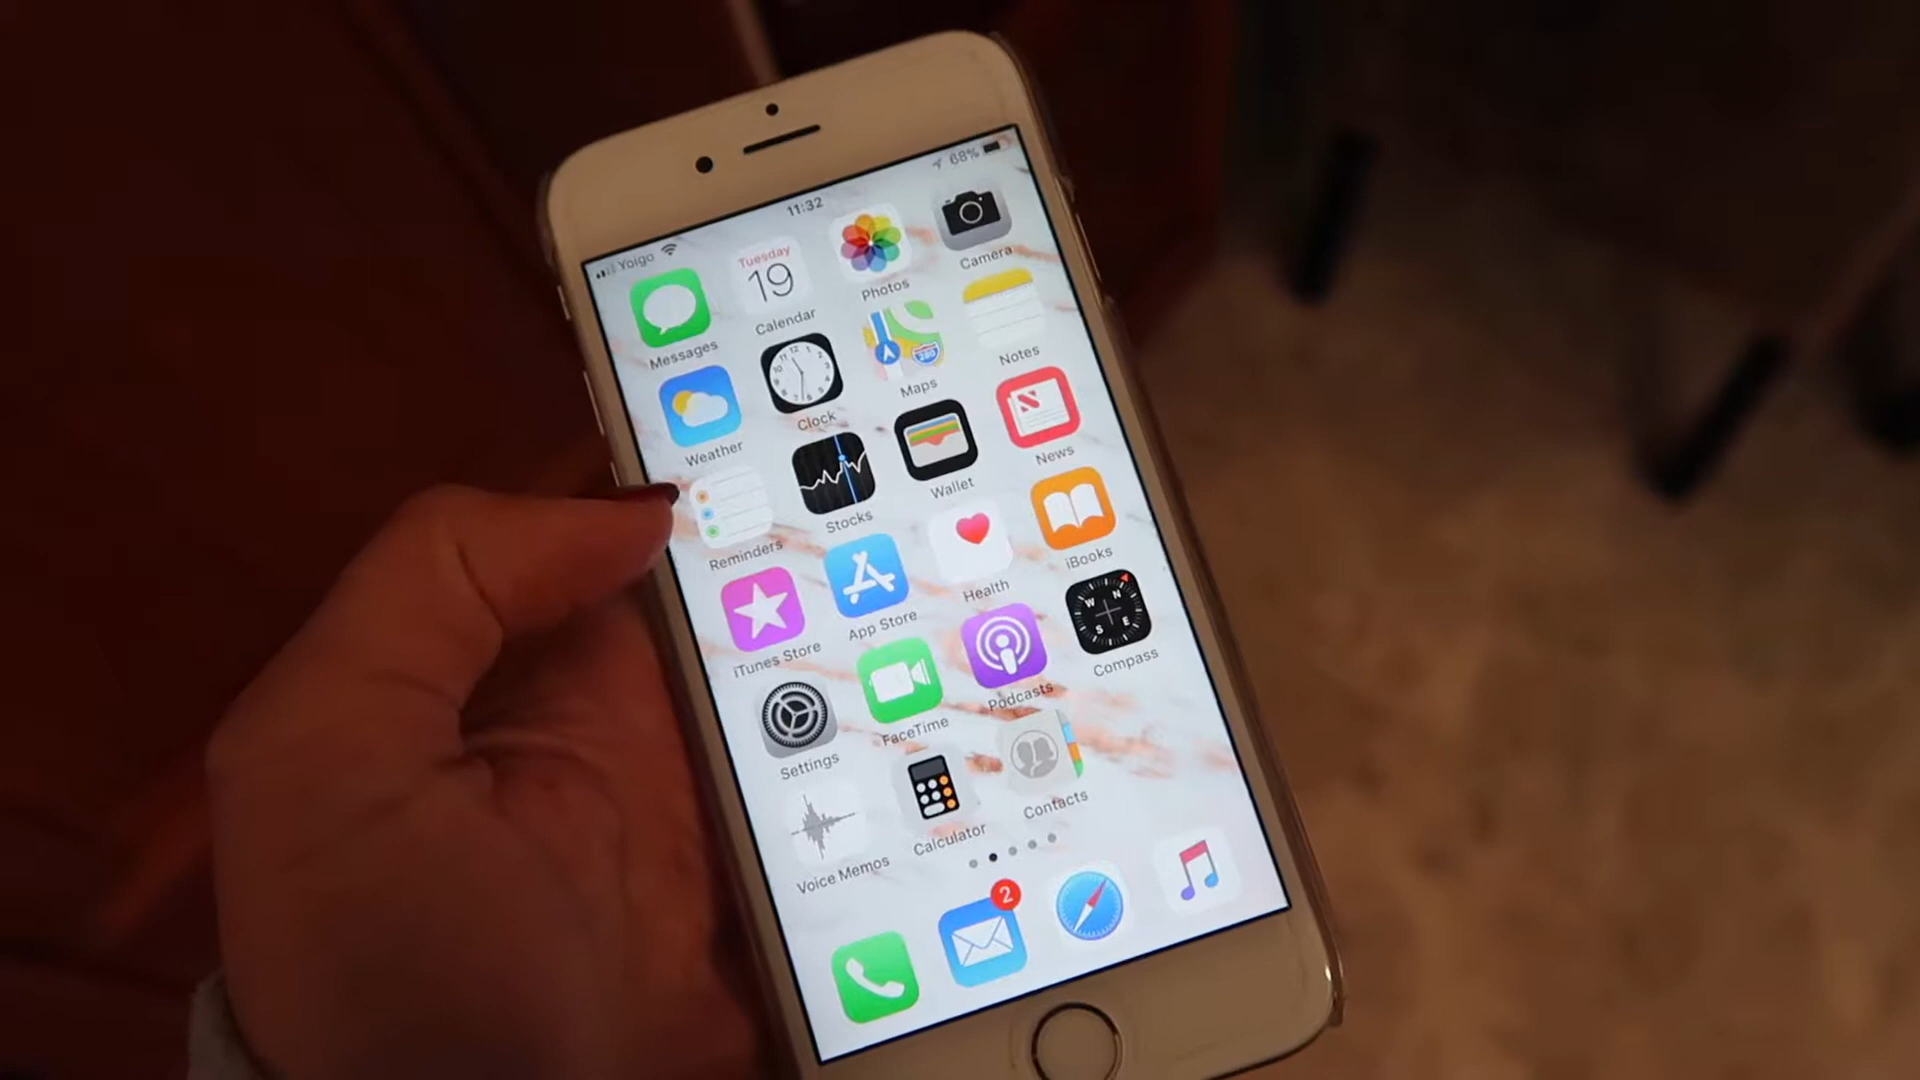 Yoigo
11:32
68%
Tuesday
19
Messages
Calendar
Photos
Camera
Weather
Clock
Maps
280
Notes
Reminders
Stocks
Wallet
News
iTunes Store
App Store
Health
iBooks
Settings
FaceTime
Podcasts
Compass
W N
S E
Voice Memos
Calculator
Contacts
2